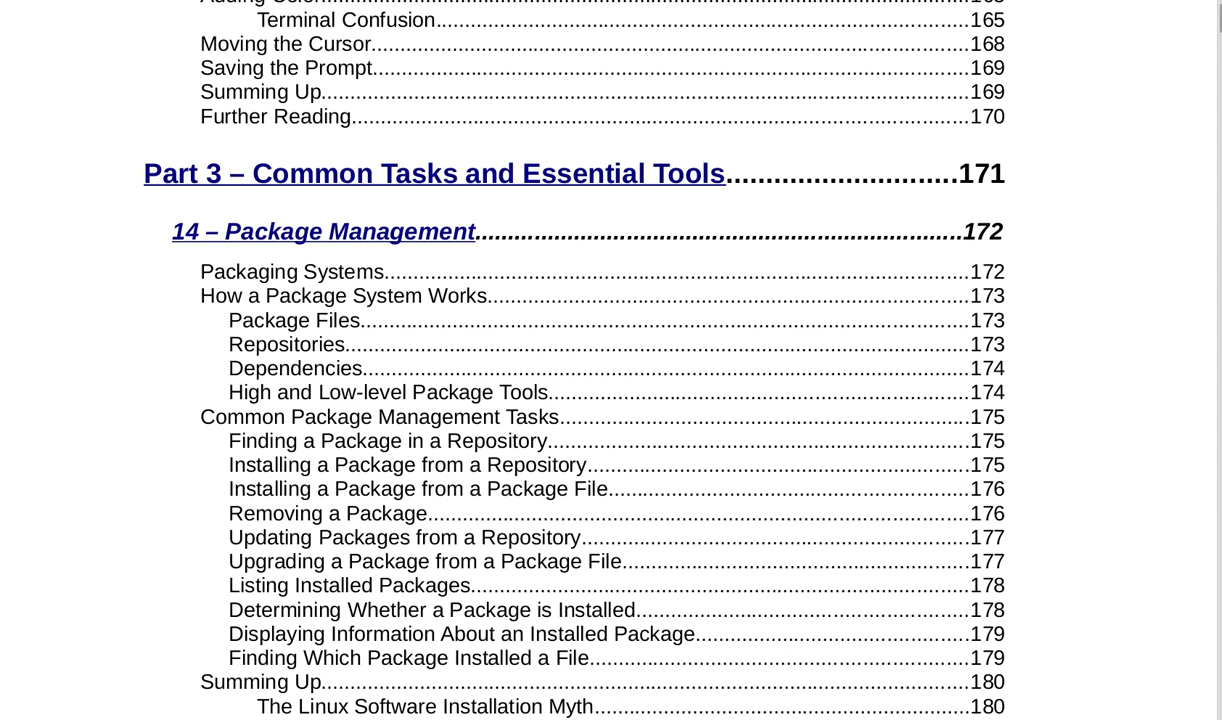 Terminal Confusion....................165
Moving the Cursor....................168
Saving the Prompt....................169
Summing Up....................169
Further Reading....................170
Part 3 – Common Tasks and Essential Tools....................171
14 – Package Management....................172
Packaging Systems....................172
How a Package System Works....................173
Package Files....................173
Repositories....................173
Dependencies....................174
High and Low-level Package Tools....................174
Common Package Management Tasks....................175
Finding a Package in a Repository....................175
Installing a Package from a Repository....................175
Installing a Package from a Package File....................176
Removing a Package....................176
Updating Packages from a Repository....................177
Upgrading a Package from a Package File....................177
Listing Installed Packages....................178
Determining Whether a Package is Installed....................178
Displaying Information About an Installed Package....................179
Finding Which Package Installed a File....................179
Summing Up....................180
The Linux Software Installation Myth....................180